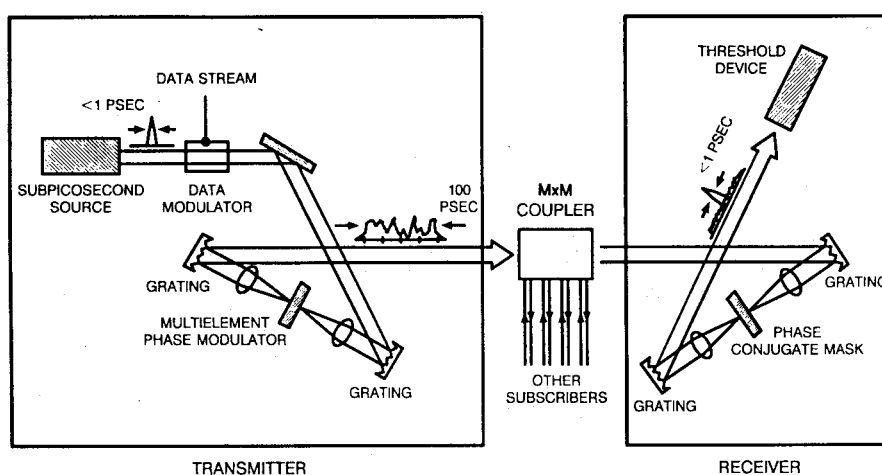 DATA STREAM
<1 PSEC
SUBPICOSECOND
SOURCE
DATA
MODULATOR
100
PSEC
GRATING
MULTIELEMENT
PHASE MODULATOR
GRATING
TRANSMITTER
MxM
COUPLER
OTHER
SUBSCRIBERS
THRESHOLD
DEVICE
<1 PSEC
GRATING
PHASE
CONJUGATE MASK
GRATING
RECEIVER